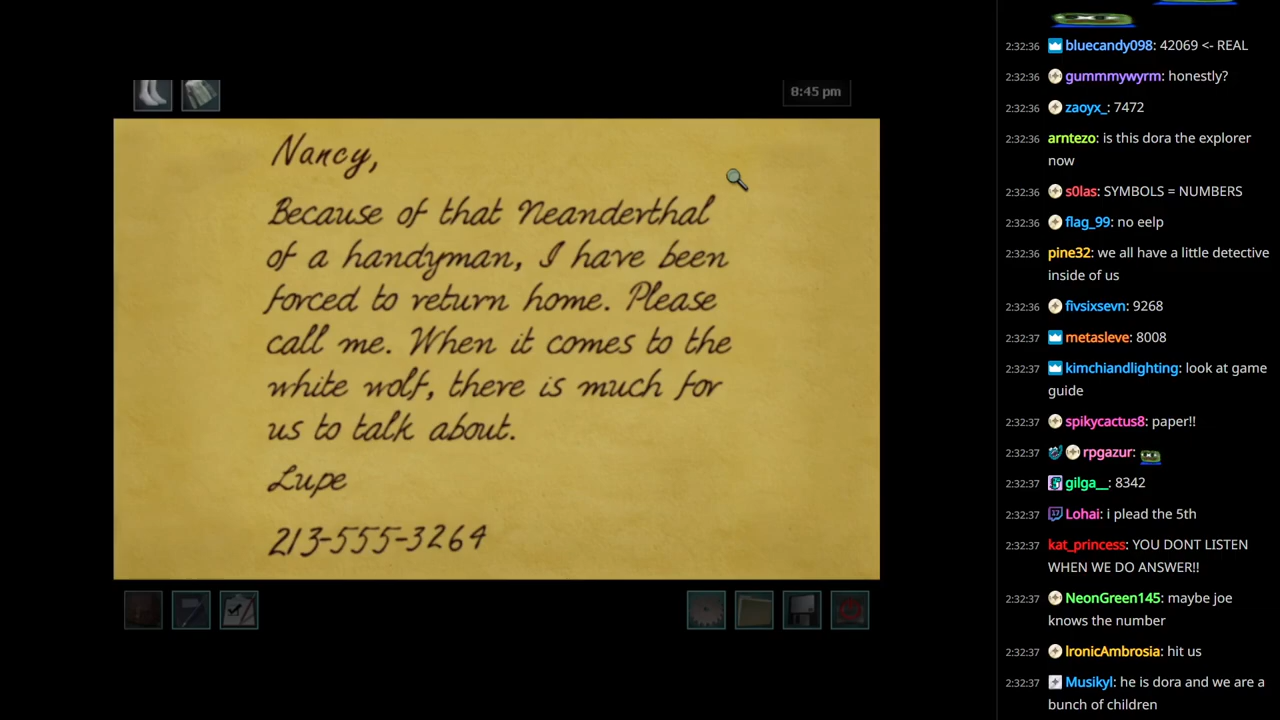 8:45 pm
Nancy,
Because of that Neanderthal
of a handyman, I have been
forced to return home. Please
call me. When it comes to the
white wolf, there is much for
us to talk about.
Lupe
213-555-3264
2:32:36 bluecandy098: 42069 <- REAL
2:32:36 gummmywyrm: honestly?
2:32:36 zaoyx_: 7472
2:32:36 arntezo: is this dora the explorer
now
2:32:36 s0las: SYMBOLS = NUMBERS
2:32:36 flag_99: no eelp
2:32:36 pine32: we all have a little detective
inside of us
2:32:36 fivsixsevn: 9268
2:32:37 metasleve: 8008
2:32:37 kimchiandlighting: look at game
guide
2:32:37 spikycactus8: paper!!
2:32:37 rpgazur:
2:32:37 gilga__: 8342
2:32:37 Lohai: i plead the 5th
2:32:37 kat_princess: YOU DONT LISTEN
WHEN WE DO ANSWER!!
2:32:37 NeonGreen145: maybe joe
knows the number
2:32:37 IronicAmbrosia: hit us
2:32:37 Musikyl: he is dora and we are a
bunch of children